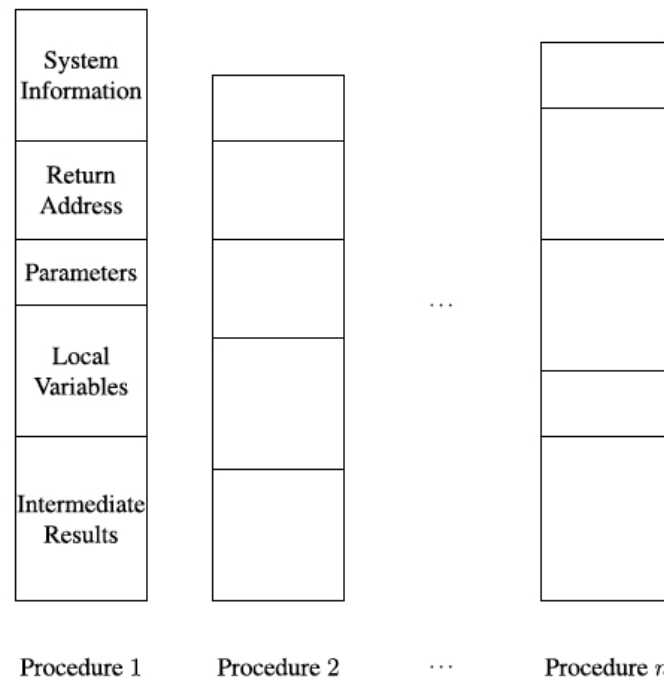 System
Information
Return
Address
Parameters
Local
Variables
Intermediate
Results
...
Procedure 1
Procedure 2
...
Procedure n